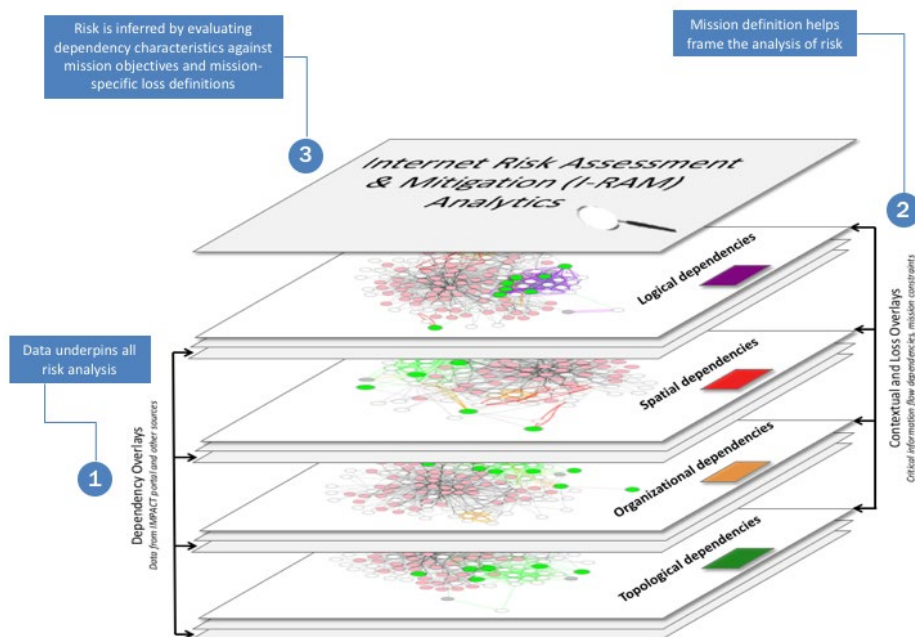 Risk is inferred by evaluating
dependency characteristics against
mission objectives and mission-
specific loss definitions
Mission definition helps
frame the analysis of risk
3
2
Internet Risk Assessment
& Mitigation (I-RAM)
Analytics
Logical dependencies
Data underpins all
risk analysis
1
Spatial dependencies
Organizational dependencies
Topological dependencies
Dependency Overlays
Data from IMPACT portal and other sources
Contextual and Loss Overlays
Critical information flow dependencies, mission constraints